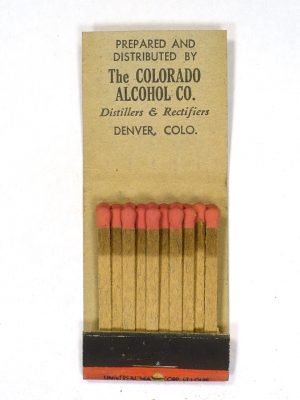 PREPARED AND
DISTRIBUTED BY
The COLORADO
ALCOHOL CO.
Distillers & Rectifiers
DENVER, COLO.